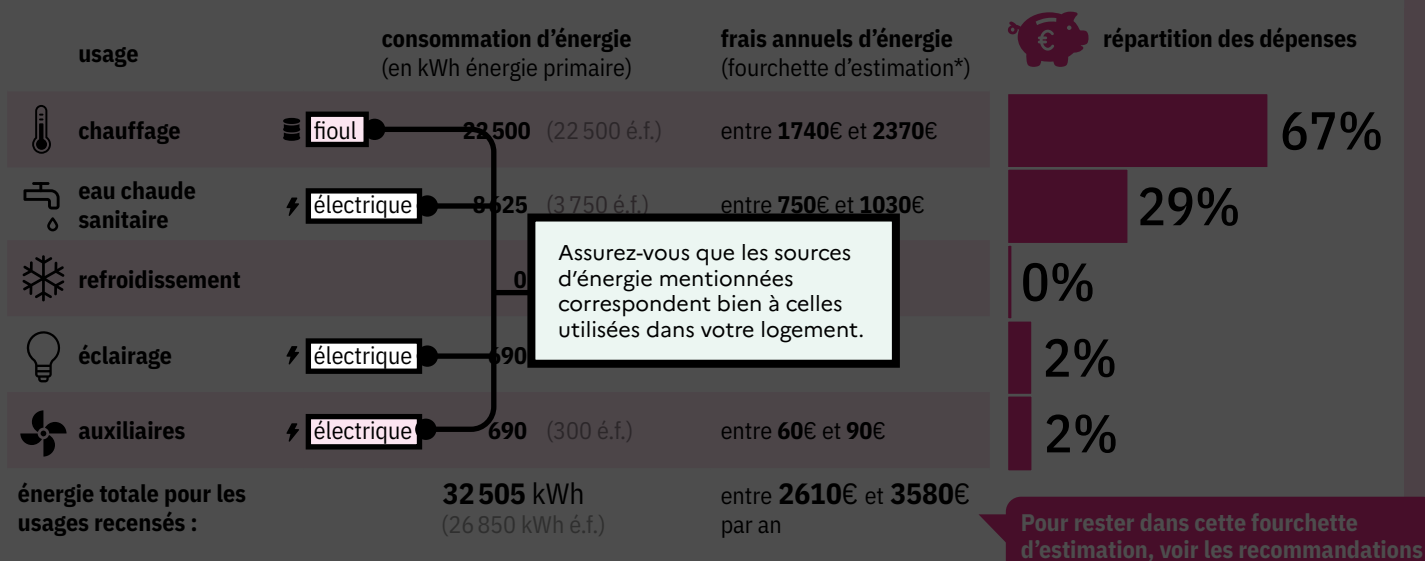 usage
consommation d'énergie
(en kWh énergie primaire)
frais annuels d'énergie
(fourchette d'estimation*)
€ répartition des dépenses
chauffage
fioul
22 500 (22 500 é.f.)
entre 1740€ et 2370€
67%
eau chaude
sanitaire
électrique
8 625 (3 750 é.f.)
entre 750€ et 1030€
29%
refroidissement
0
0%
éclairage
électrique
690
2%
auxiliaires
électrique
690 (300 é.f.)
entre 60€ et 90€
2%
Assurez-vous que les sources
d'énergie mentionnées
correspondent bien à celles
utilisées dans votre logement.
énergie totale pour les
usages recensés :
32 505 kWh
(26 850 kWh é.f.)
entre 2610€ et 3580€
par an
Pour rester dans cette fourchette
d'estimation, voir les recommandations